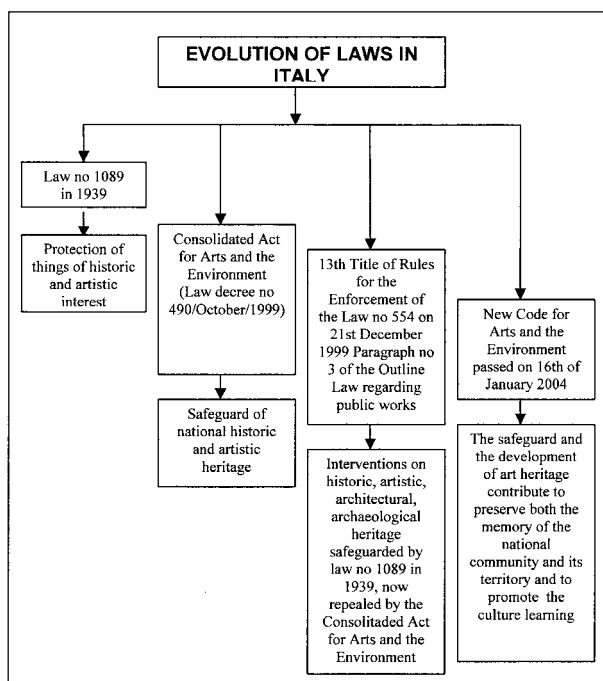 EVOLUTION OF LAWS IN
ITALY
Law no 1089
in 1939
Protection of
things of historic
and artistic
interest
Consolidated Act
for Arts and the
Environment
(Law decree no
490/October/1999)
Safeguard of
national historic
and artistic
heritage
13th Title of Rules
for the
Enforcement of
the Law no 554 on
21st December
1999 Paragraph no
3 of the Outline
Law regarding
public works
Interventions on
historic, artistic,
architectural,
archaeological
heritage
safeguarded by
law no 1089 in
1939, now
repealed by the
Consolitaded Act
for Arts and the
Environment
New Code for
Arts and the
Environment
passed on 16th of
January 2004
The safeguard and
the development
of art heritage
contribute to
preserve both the
memory of the
national
community and its
territory and to
promote the
culture learning